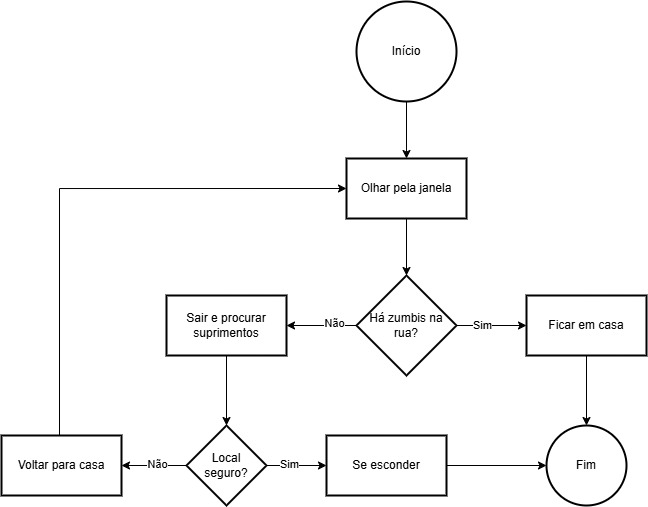 Início
Olhar pela janela
Sair e procurar
suprimentos
Não
Há zumbis na
rua?
Sim
Ficar em casa
Voltar para casa
Não
Local
seguro?
Sim
Se esconder
Fim